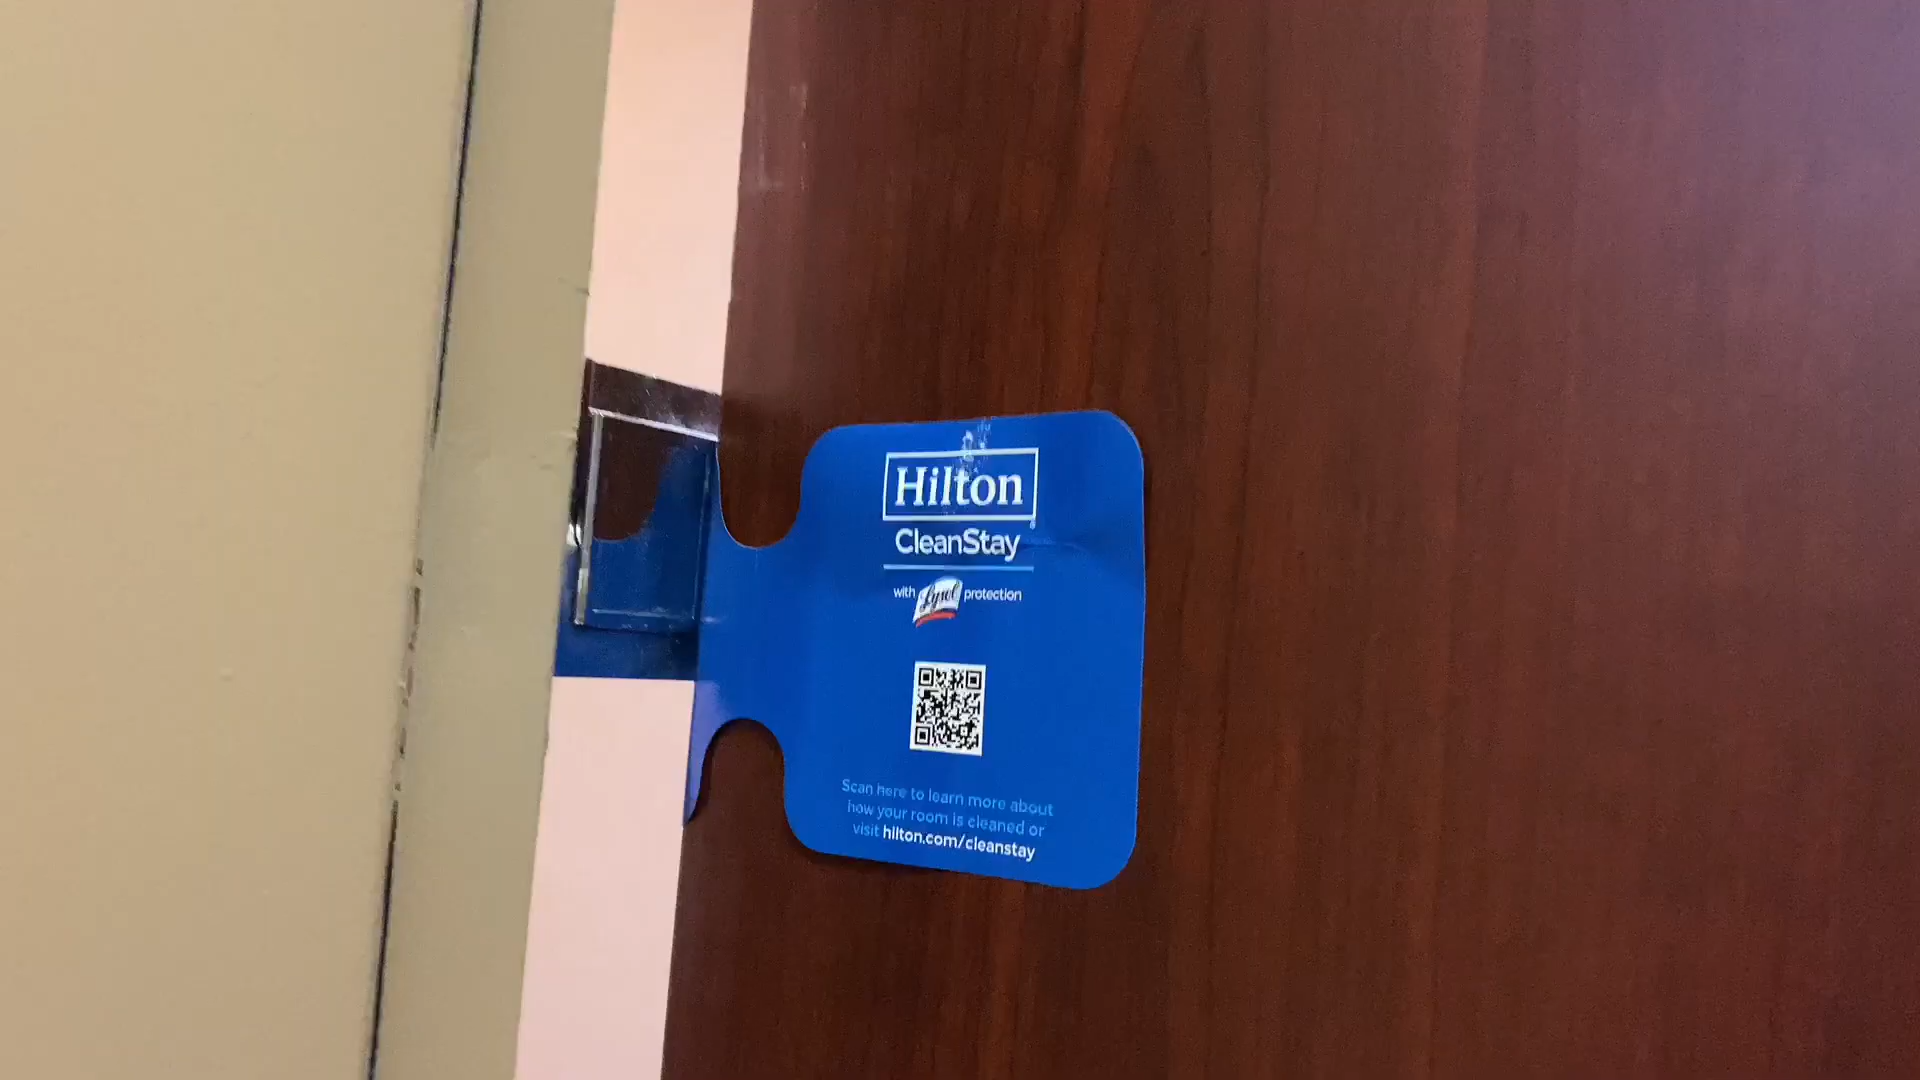 Hilton
CleanStay
with Lysol protection
Scan here to learn more about
how your room is cleaned or
visit hilton.com/cleanstay